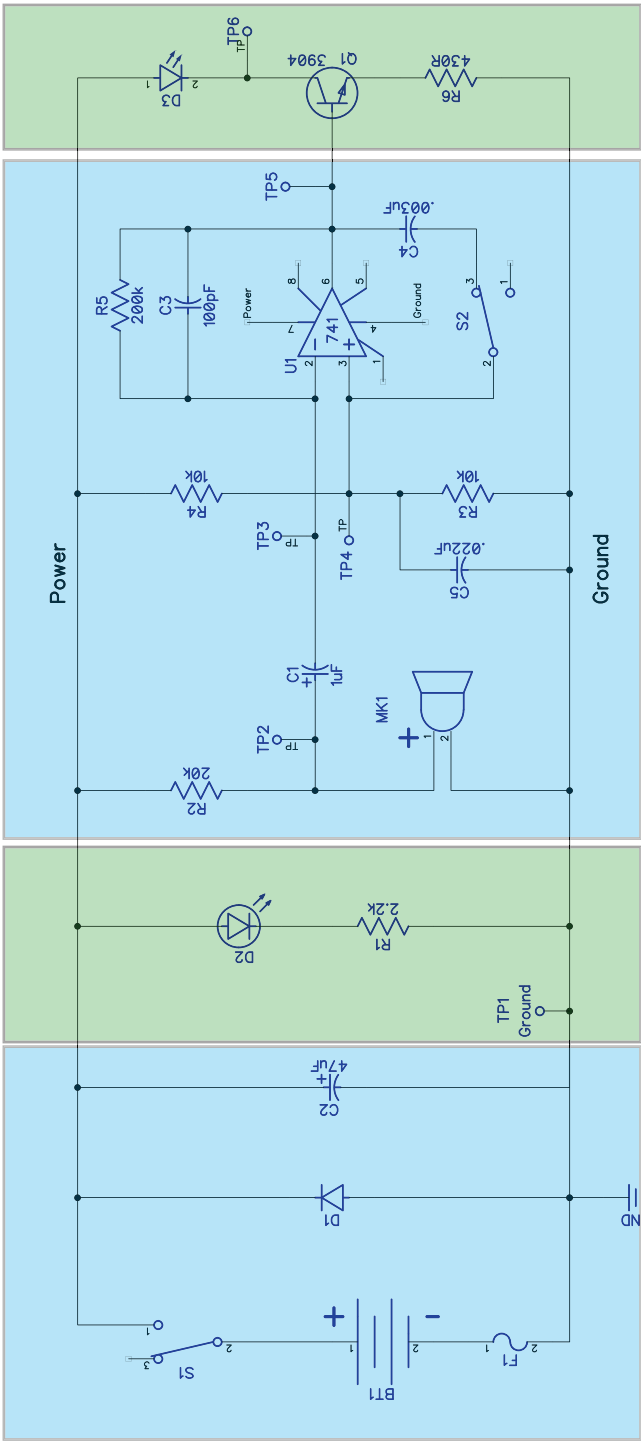 TP6
TP
1
2
D3
3904
Q1
430R
R6
TP5
.003uF
C4
R5
200k
C3
100pF
8
6
5
3
1
Power
7
741
4
Ground
S2
U1
2
3
1
2
10k
R4
10k
R3
TP3
TP
TP
TP4
.022uF
C5
Power
Ground
C1
+
1uF
MK1
TP2
TP
+
1
2
20k
R2
2.2k
R1
D2
TP1
Ground
47uF
+
C2
D1
ND
1
3
2
S1
+
-
1
2
BT1
1
2
F1